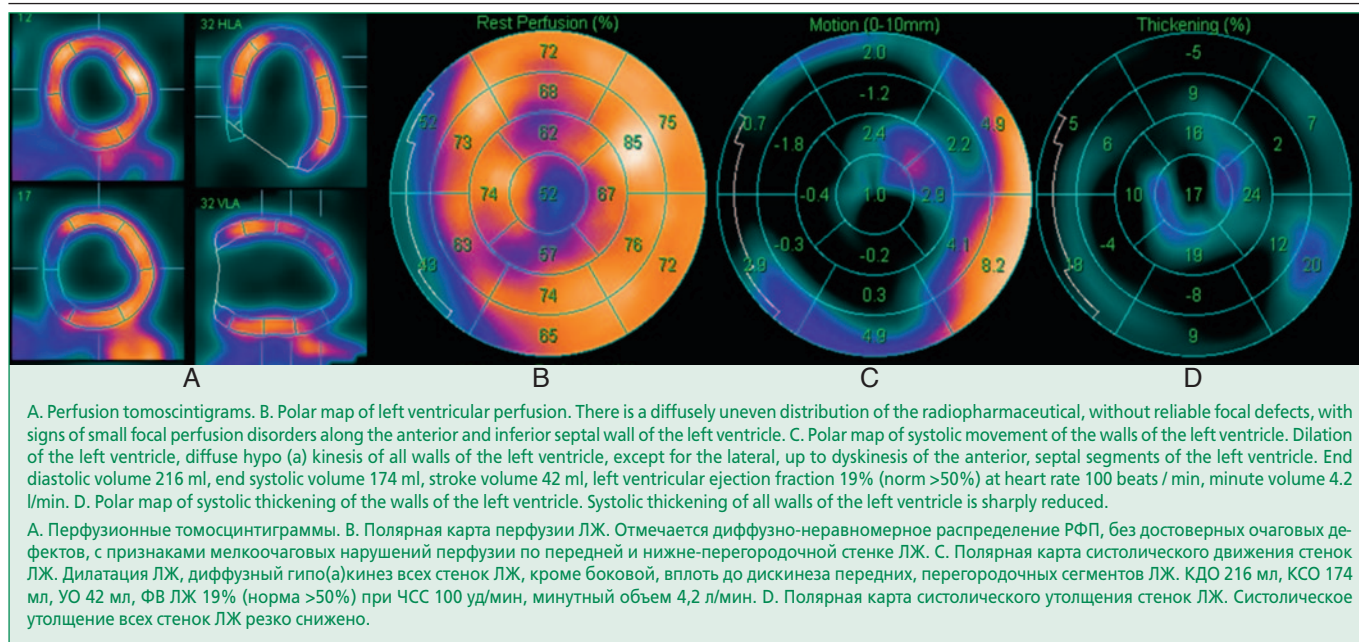 12
32 HLA
17
32 VLA
Rest Perfusion (%)
72
68
62
52
73
75
85
74
52
67
63
43
57
76
72
74
65
Motion (0-10mm)
2.0
-1.2
2.4
0.7
-1.8
4.9
2.2
-0.4
1.0
2.9
-0.3
2.9
-0.2
4.1
8.2
0.3
4.9
Thickening (%)
-5
9
16
5
6
7
2
10
17
24
-4
18
19
12
20
-8
9
A
B
C
D
A. Perfusion tomoscintigrams. B. Polar map of left ventricular perfusion. There is a diffusely uneven distribution of the radiopharmaceutical, without reliable focal defects, with
signs of small focal perfusion disorders along the anterior and inferior septal wall of the left ventricle. C. Polar map of systolic movement of the walls of the left ventricle. Dilation
of the left ventricle, diffuse hypo (a) kinesis of all walls of the left ventricle, except for the lateral, up to dyskinesis of the anterior, septal segments of the left ventricle. End
diastolic volume 216 ml, end systolic volume 174 ml, stroke volume 42 ml, left ventricular ejection fraction 19% (norm >50%) at heart rate 100 beats / min, minute volume 4.2
l/min. D. Polar map of systolic thickening of the walls of the left ventricle. Systolic thickening of all walls of the left ventricle is sharply reduced.
А. Перфузионные томосцинтиграммы. В. Полярная карта перфузии ЛЖ. Отмечается диффузно-неравномерное распределение РФП, без достоверных очаговых де-
фектов, с признаками мелкоочаговых нарушений перфузии по передней и нижне-перегородочной стенке ЛЖ. С. Полярная карта систолического движения стенок
ЛЖ. Дилатация ЛЖ, диффузный гипо(а)кинез всех стенок ЛЖ, кроме боковой, вплоть до дискинеза передних, перегородочных сегментов ЛЖ. КДО 216 мл, КСО 174
мл, УО 42 мл, ФВ ЛЖ 19% (норма >50%) при ЧСС 100 уд/мин, минутный объем 4,2 л/мин. D. Полярная карта систолического утолщения стенок ЛЖ. Систолическое
утолщение всех стенок ЛЖ резко снижено.